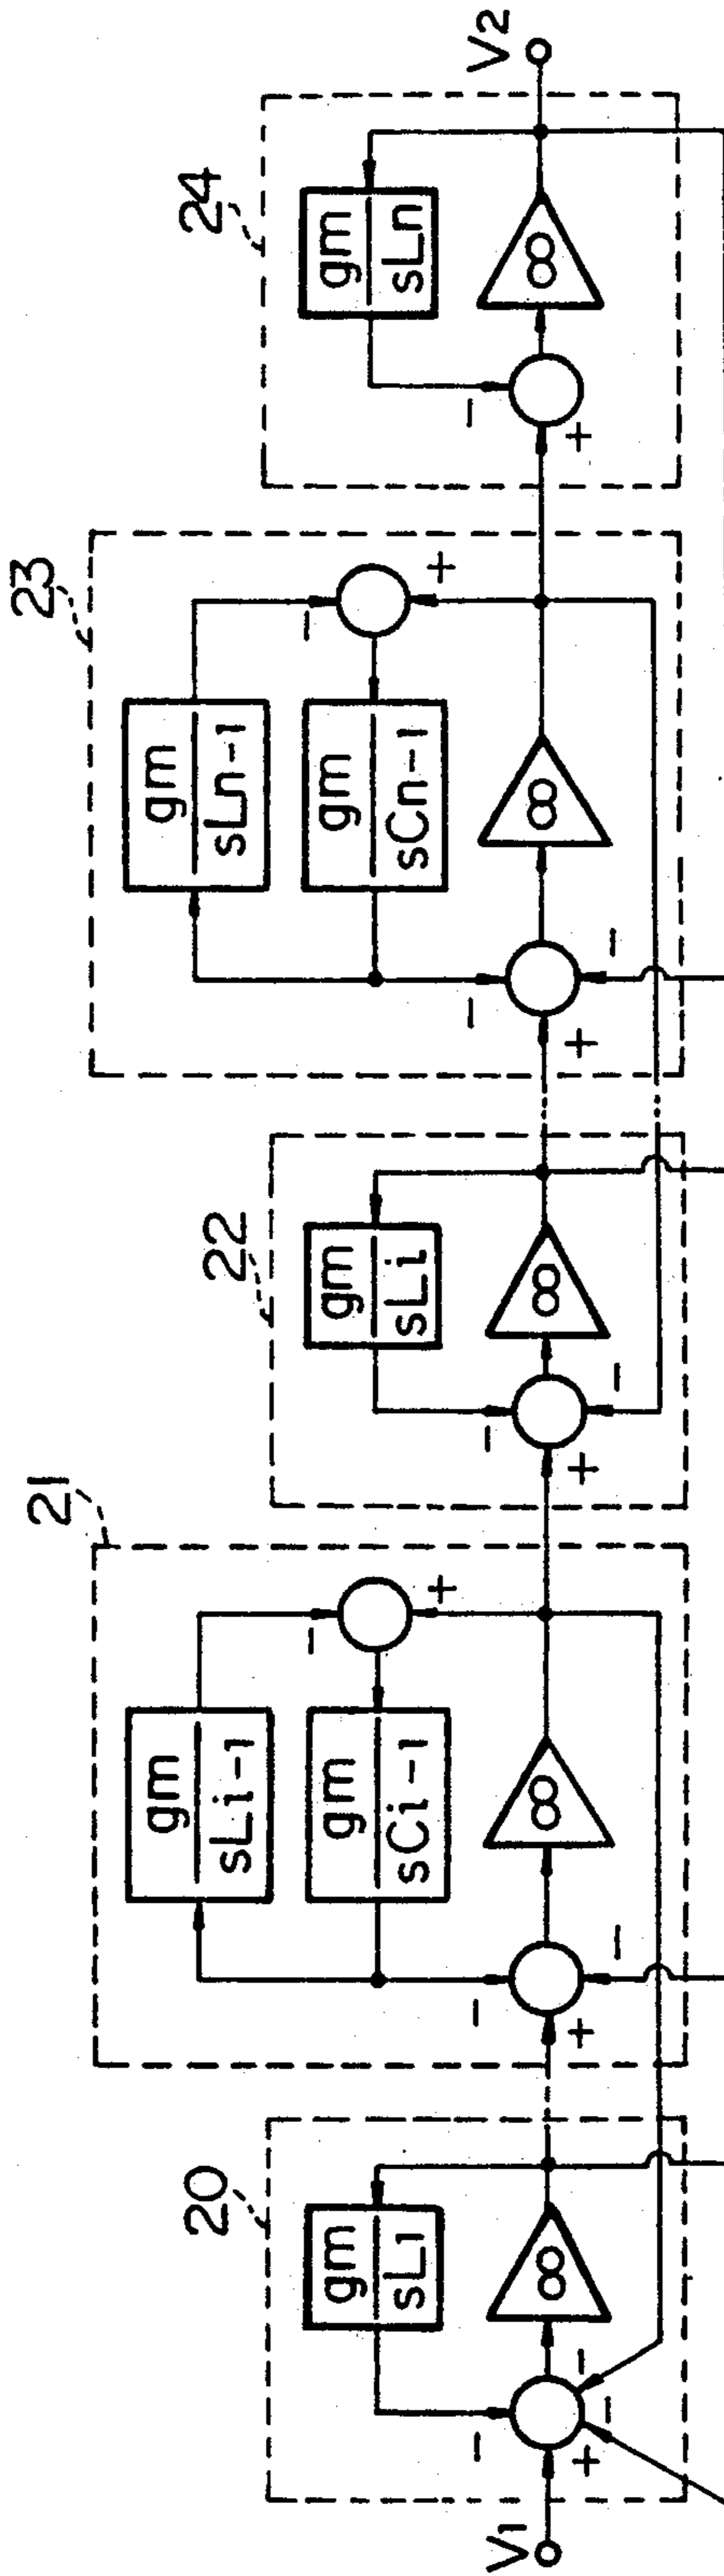 20
21
22
23
24
gm
sL1
gm
sLi-1
gm
sCi-1
gm
sLi
gm
sLn-1
gm
sCn-1
gm
sLn
V1
- + - -
∞
- + -
- +
∞
- + -
∞
- + -
- +
∞
- +
∞
V2